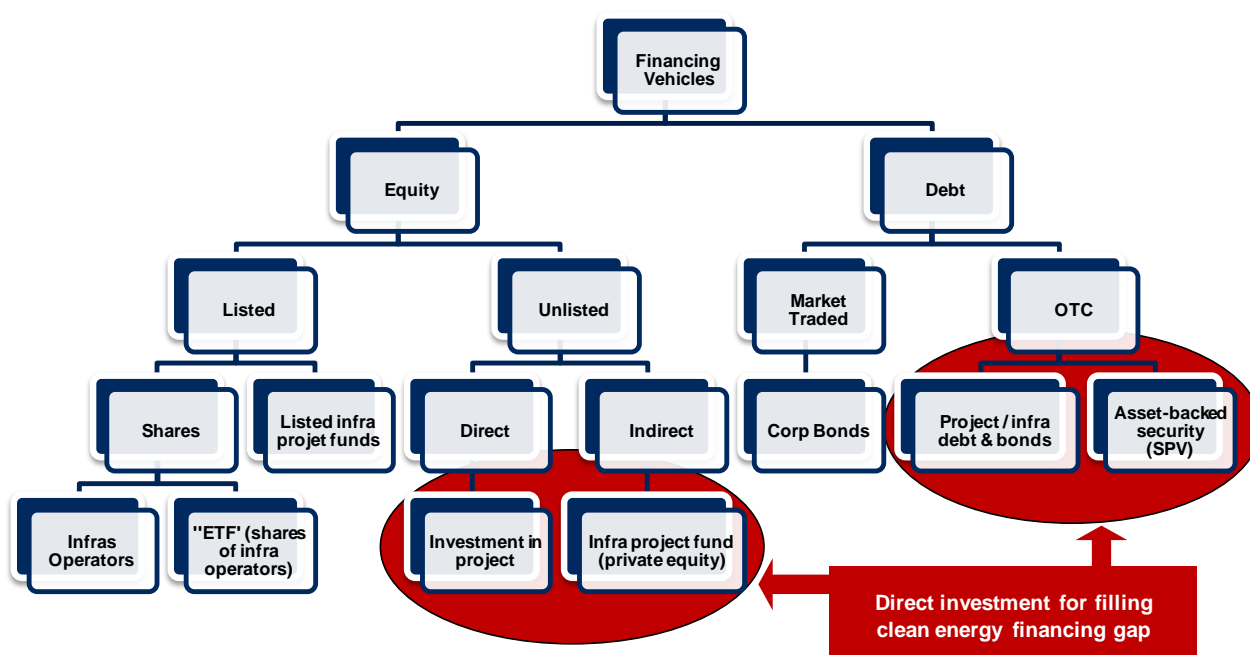 Financing
Vehicles
Equity
Debt
Listed
Unlisted
Market
Traded
OTC
Shares
Listed infra
projet funds
Direct
Indirect
Corp Bonds
Project / infra
debt & bonds
Asset-backed
security
(SPV)
Infras
Operators
"ETF' (shares
of infra
operators)
Investment in
project
Infra project fund
(private equity)
Direct investment for filling
clean energy financing gap